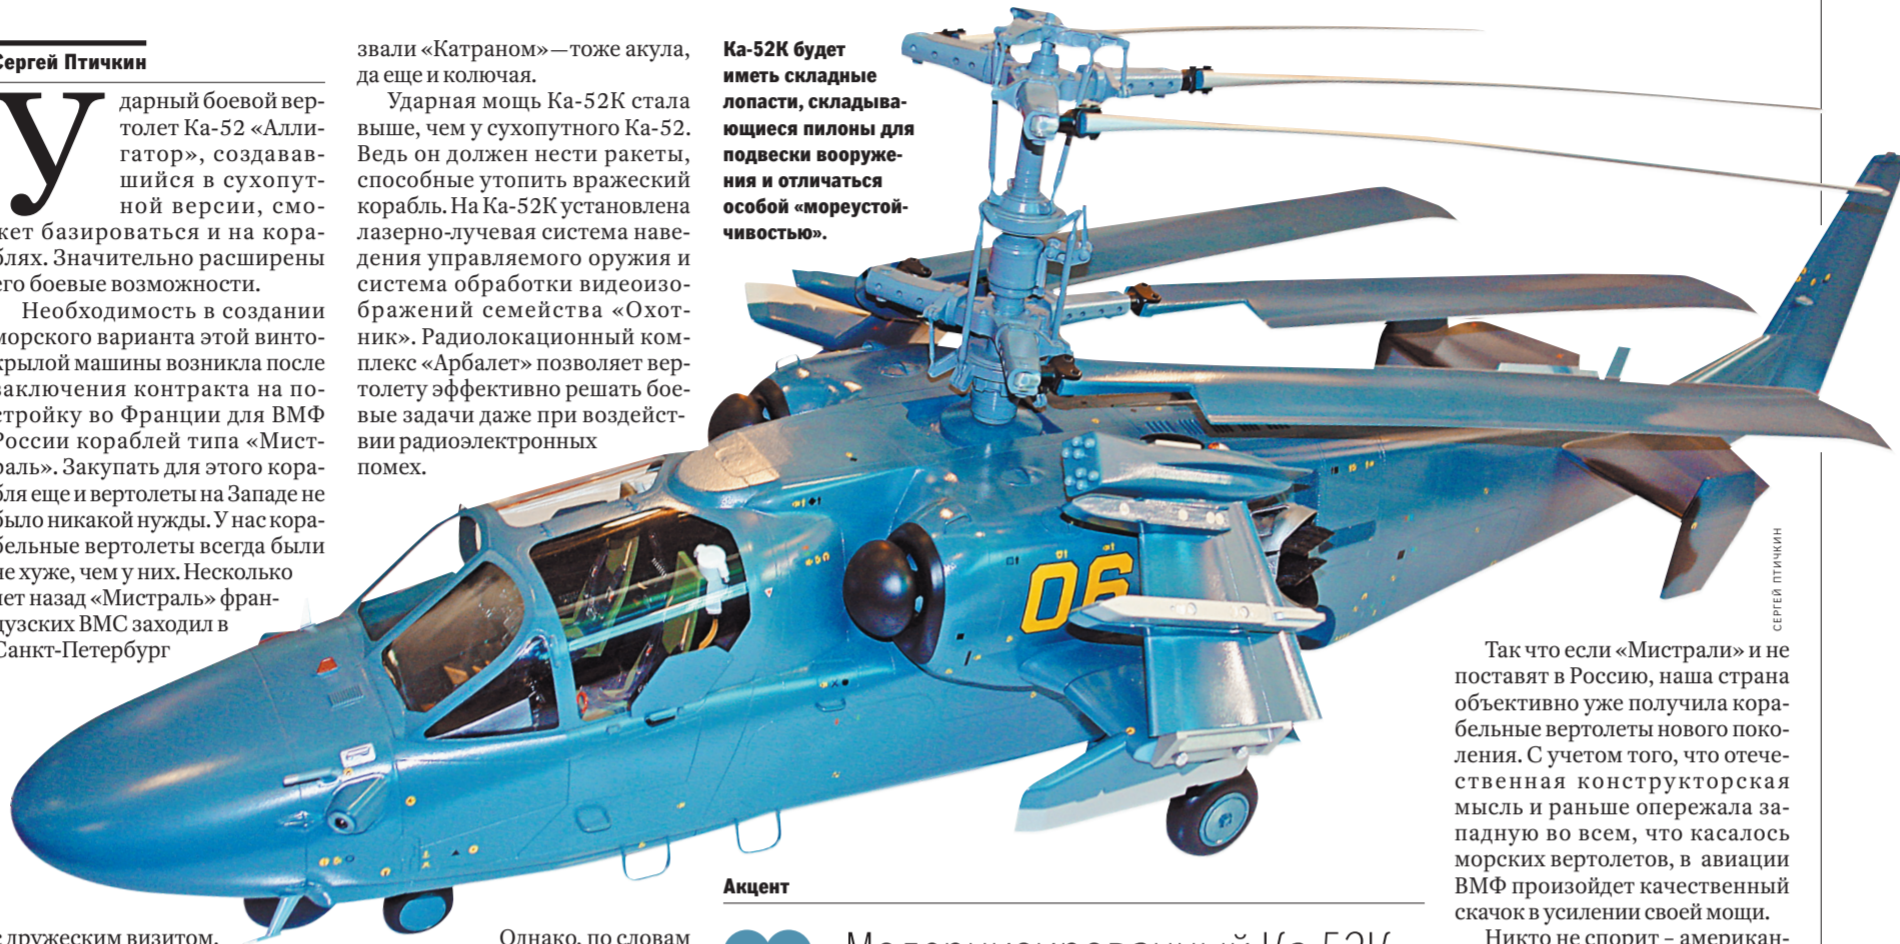 Сергей Птичкин
Ударный боевой вер-
толет Ка-52 «Алли-
гатор», создавав-
шийся в сухопут-
ной версии, смо-
жет базироваться и на кора-
блях. Значительно расширены
его боевые возможности.
Необходимость в создании
морского варианта этой винто-
крылой машины возникла после
заключения контракта на по-
стройку во Франции для ВМФ
России кораблей типа «Мист-
раль». Закупать для этого кора-
бля еще и вертолеты на Западе не
было никакой нужды. У нас кора-
бельные вертолеты всегда были
не хуже, чем у них. Несколько
лет назад «Мистраль» фран-
цузских ВМС заходил в
Санкт-Петербург
с дружеским визитом.
звали «Катраном» — тоже акула,
да еще и колючая.
Ударная мощь Ка-52К стала
выше, чем у сухопутного Ка-52.
Ведь он должен нести ракеты,
способные утопить вражеский
корабль. На Ка-52К установлена
лазерно-лучевая система наве-
дения управляемого оружия и
система обработки видеоизо-
бражений семейства «Охот-
ник». Радиолокационный ком-
плекс «Арбалет» позволяет вер-
толету эффективно решать бое-
вые задачи даже при воздейст-
вии радиоэлектронных
помех.
Однако, по словам
Ка-52К будет
иметь складные
лопасти, складыва-
ющиеся пилоны для
подвески вооруже-
ния и отличаться
особой «мореустой-
чивостью».
06
СЕРГЕЙ ПТИЧКИН
Акцент
Модернизированный Ка-52К
Так что если «Мистрали» и не
поставят в Россию, наша страна
объективно уже получила кора-
бельные вертолеты нового поко-
ления. С учетом того, что отече-
ственная конструкторская
мысль и раньше опережала за-
падную во всем, что касалось
морских вертолетов, в авиации
ВМФ произойдет качественный
скачок в усилении своей мощи.
Никто не спорит – американ-